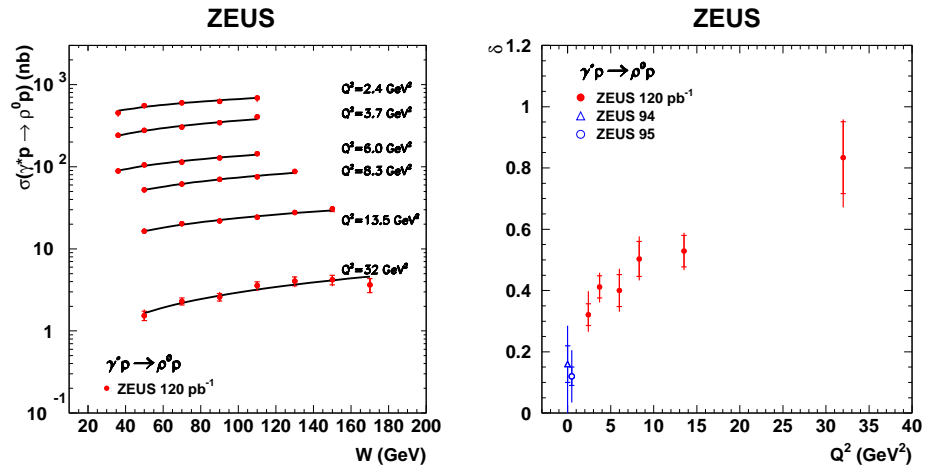 ZEUS
σ(γ*p → ρ⁰p) (nb)
10³
10²
10
1
10⁻¹
Q²=2.4 GeV²
Q²=3.7 GeV²
Q²=6.0 GeV²
Q²=8.3 GeV²
Q²=13.5 GeV²
Q²=32 GeV²
γ*p→ρ⁰p
ZEUS 120 pb⁻¹
20 40 60 80 100 120 140 160 180 200
W (GeV)
ZEUS
δ
1.2
1
0.8
0.6
0.4
0.2
0
γ*p→ρ⁰p
ZEUS 120 pb⁻¹
ZEUS 94
ZEUS 95
0 5 10 15 20 25 30 35 40
Q² (GeV²)